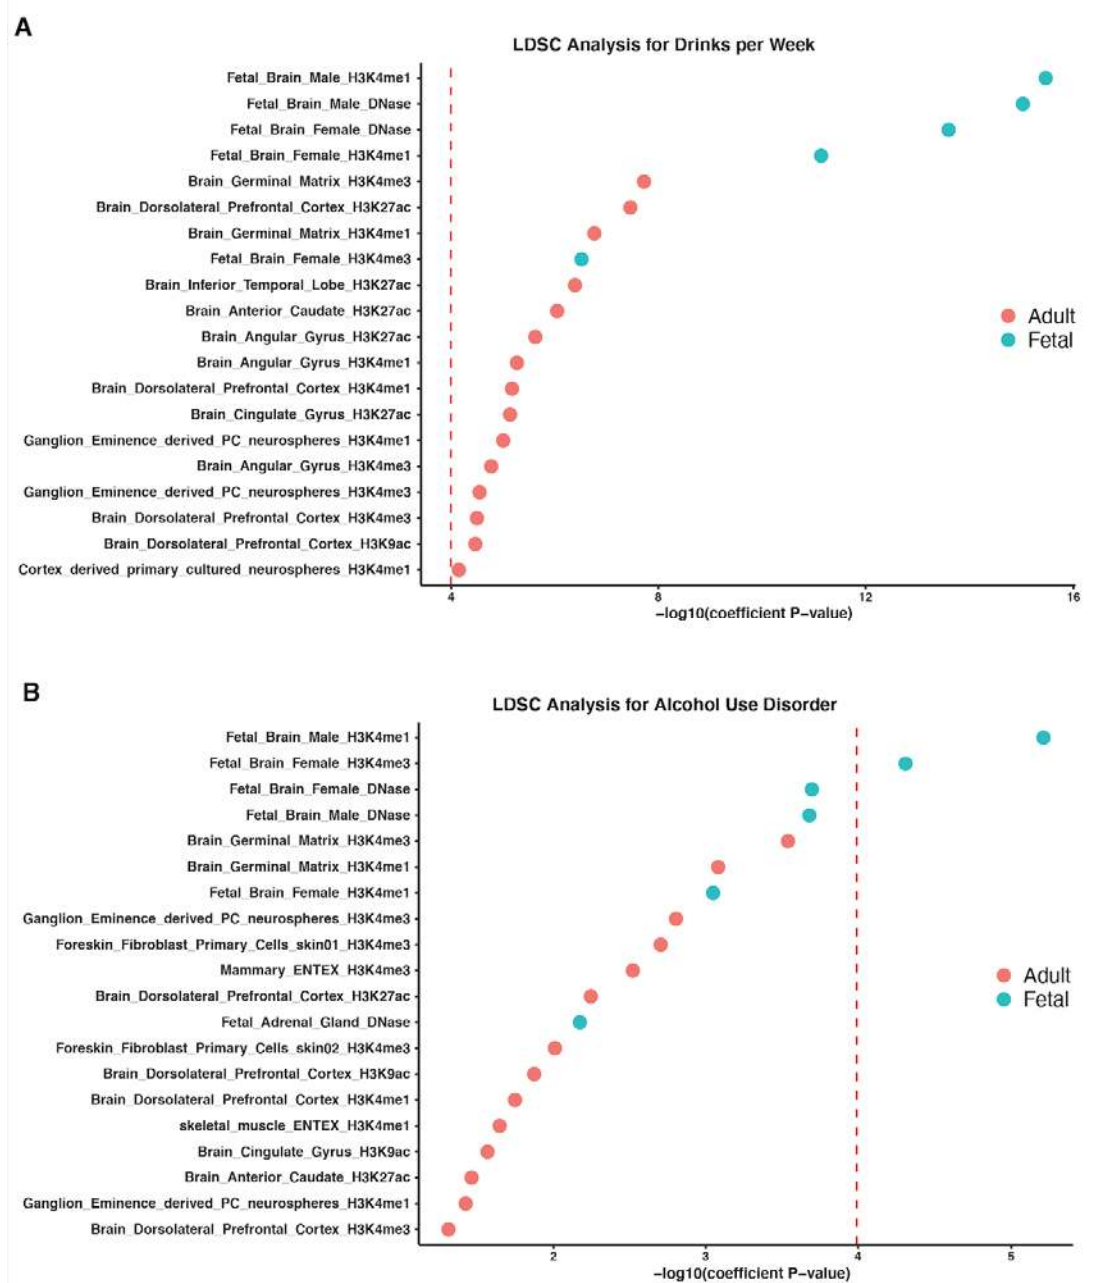 A
LDSC Analysis for Drinks per Week
Fetal_Brain_Male_H3K4me1
Fetal_Brain_Male_DNase
Fetal_Brain_Female_DNase
Fetal_Brain_Female_H3K4me1
Brain_Germinal_Matrix_H3K4me3
Brain_Dorsolateral_Prefrontal_Cortex_H3K27ac
Brain_Germinal_Matrix_H3K4me1
Fetal_Brain_Female_H3K4me3
Brain_Inferior_Temporal_Lobe_H3K27ac
Brain_Anterior_Caudate_H3K27ac
Brain_Angular_Gyrus_H3K27ac
Brain_Angular_Gyrus_H3K4me1
Brain_Dorsolateral_Prefrontal_Cortex_H3K4me1
Brain_Cingulate_Gyrus_H3K27ac
Ganglion_Eminence_derived_PC_neurospheres_H3K4me1
Brain_Angular_Gyrus_H3K4me3
Ganglion_Eminence_derived_PC_neurospheres_H3K4me3
Brain_Dorsolateral_Prefrontal_Cortex_H3K4me3
Brain_Dorsolateral_Prefrontal_Cortex_H3K9ac
Cortex_derived_primary_cultured_neurospheres_H3K4me1
Adult
Fetal
4 8 12 16
−log10(coefficient P−value)
B
LDSC Analysis for Alcohol Use Disorder
Fetal_Brain_Male_H3K4me1
Fetal_Brain_Female_H3K4me3
Fetal_Brain_Female_DNase
Fetal_Brain_Male_DNase
Brain_Germinal_Matrix_H3K4me3
Brain_Germinal_Matrix_H3K4me1
Fetal_Brain_Female_H3K4me1
Ganglion_Eminence_derived_PC_neurospheres_H3K4me3
Foreskin_Fibroblast_Primary_Cells_skin01_H3K4me3
Mammary_ENTEX_H3K4me3
Brain_Dorsolateral_Prefrontal_Cortex_H3K27ac
Fetal_Adrenal_Gland_DNase
Foreskin_Fibroblast_Primary_Cells_skin02_H3K4me3
Brain_Dorsolateral_Prefrontal_Cortex_H3K9ac
Brain_Dorsolateral_Prefrontal_Cortex_H3K4me1
skeletal_muscle_ENTEX_H3K4me1
Brain_Cingulate_Gyrus_H3K9ac
Brain_Anterior_Caudate_H3K27ac
Ganglion_Eminence_derived_PC_neurospheres_H3K4me1
Brain_Dorsolateral_Prefrontal_Cortex_H3K4me3
Adult
Fetal
2 3 4 5
−log10(coefficient P−value)